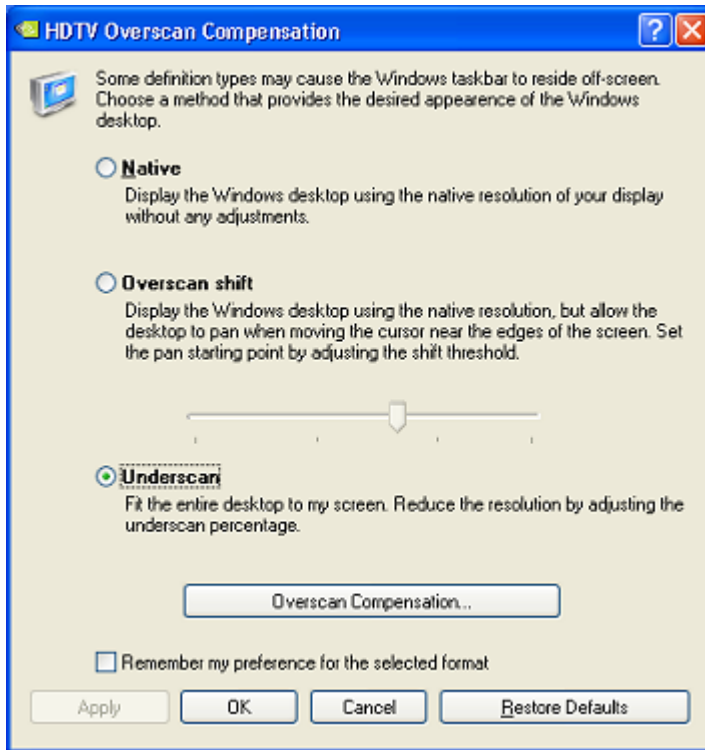 HDTV Overscan Compensation
Some definition types may cause the Windows taskbar to reside off-screen.
Choose a method that provides the desired appearence of the Windows
desktop.
Native
Display the Windows desktop using the native resolution of your display
without any adjustments.
Overscan shift
Display the Windows desktop using the native resolution, but allow the
desktop to pan when moving the cursor near the edges of the screen. Set
the pan starting point by adjusting the shift threshold.
Underscan
Fit the entire desktop to my screen. Reduce the resolution by adjusting the
underscan percentage.
Overscan Compensation...
Remember my preference for the selected format
Apply OK Cancel Restore Defaults